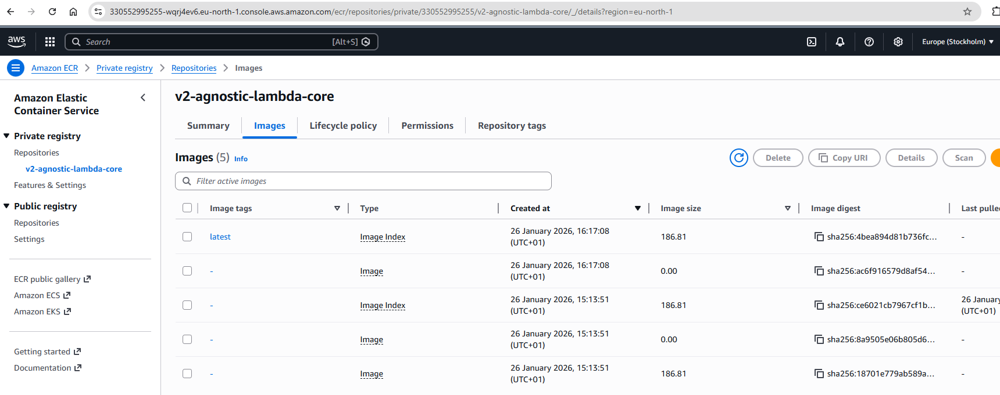 330552995255-wqrj4ev6.eu-north-1.console.aws.amazon.com/ecr/repositories/private/330552995255/v2-agnostic-lambda-core/_/details?region=eu-north-1
aws
Search
[Alt+S]
Europe (Stockholm)
Amazon ECR
Private registry
Repositories
Images
Amazon Elastic
Container Service
Private registry
Repositories
v2-agnostic-lambda-core
Features & Settings
Public registry
Repositories
Settings
ECR public gallery
Amazon ECS
Amazon EKS
Getting started
Documentation
v2-agnostic-lambda-core
Summary
Images
Lifecycle policy
Permissions
Repository tags
Images (5) Info
Delete
Copy URI
Details
Scan
Filter active images
Image tags
Type
Created at
Image size
Image digest
Last pulle
latest
Image Index
26 January 2026, 16:17:08
(UTC+01)
186.81
sha256:4bea894d81b736fc...
-
-
Image
26 January 2026, 16:17:08
(UTC+01)
0.00
sha256:ac6f916579d8af54...
-
-
Image Index
26 January 2026, 15:13:51
(UTC+01)
186.81
sha256:ce6021cb7967cf1b...
26 January
(UTC+01)
-
Image
26 January 2026, 15:13:51
(UTC+01)
0.00
sha256:8a9505e06b805d6...
-
-
Image
26 January 2026, 15:13:51
(UTC+01)
186.81
sha256:18701e779ab589a...
-